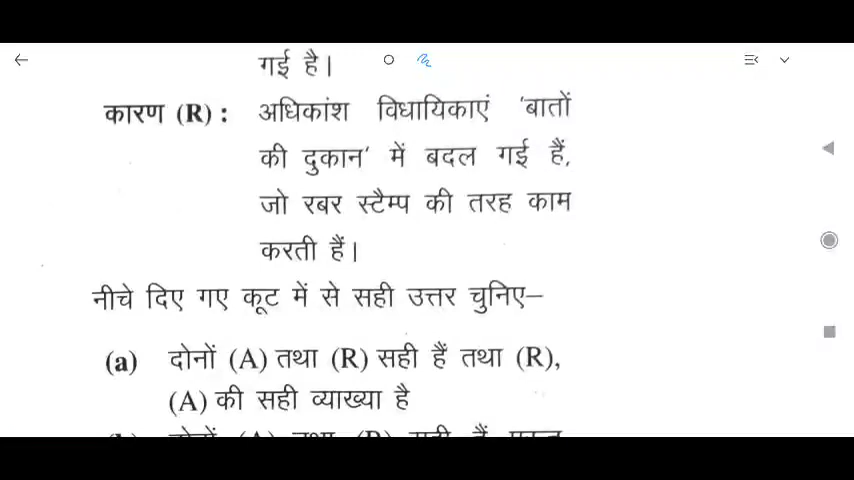 गई है।
कारण (R) : अधिकांश विधायिकाएं 'बातों
की दुकान' में बदल गई हैं,
जो रबर स्टैम्प की तरह काम
करती हैं।
नीचे दिए गए कूट में से सही उत्तर चुनिए–
(a) दोनों (A) तथा (R) सही हैं तथा (R),
(A) की सही व्याख्या है